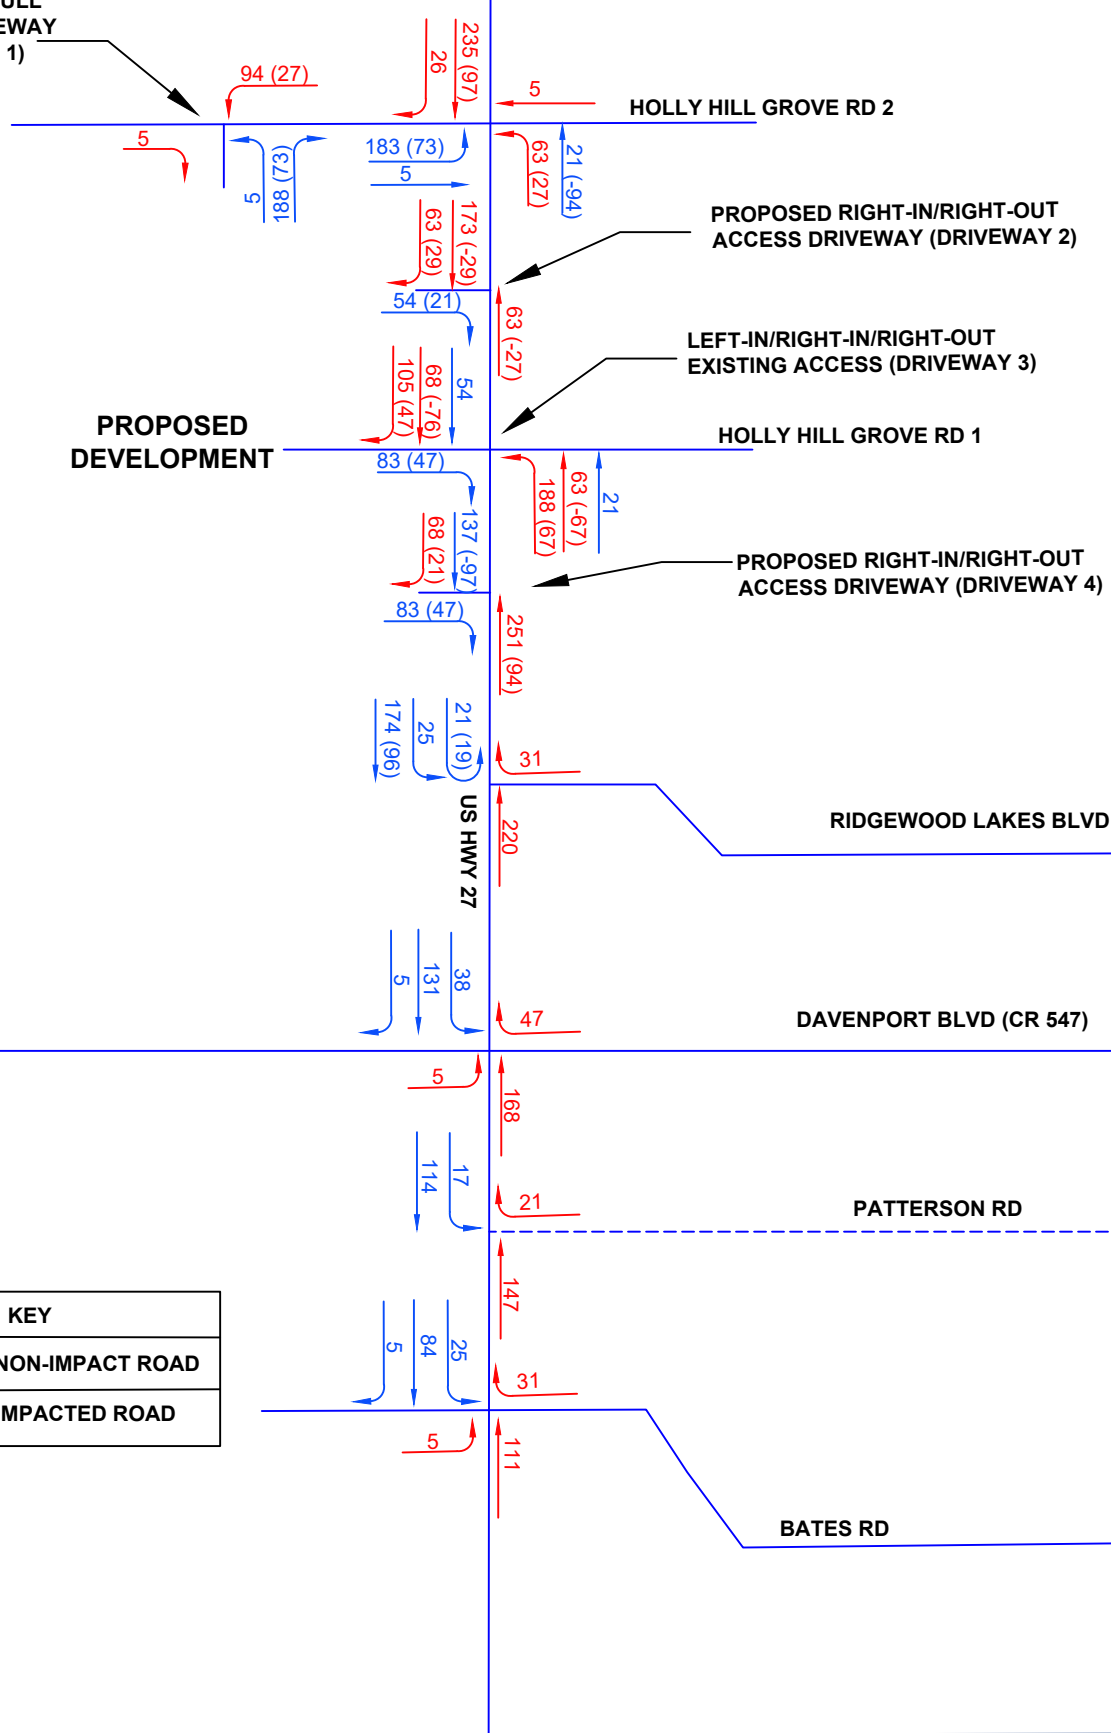 1)
94 (27)
26
235 (97)
5
HOLLY HILL GROVE RD 2
5
5
188 (73)
183 (73)
5
63 (27)
21 (-94)
PROPOSED RIGHT-IN/RIGHT-OUT
ACCESS DRIVEWAY (DRIVEWAY 2)
63 (29)
173 (-29)
54 (21)
63 (-27)
LEFT-IN/RIGHT-IN/RIGHT-OUT
EXISTING ACCESS (DRIVEWAY 3)
105 (47)
68 (-76)
54
PROPOSED
DEVELOPMENT
HOLLY HILL GROVE RD 1
83 (47)
188 (67)
63 (-67)
21
68 (21)
137 (-97)
PROPOSED RIGHT-IN/RIGHT-OUT
ACCESS DRIVEWAY (DRIVEWAY 4)
83 (47)
251 (94)
174 (96)
25
21 (19)
31
US HWY 27
220
RIDGEWOOD LAKES BLVD
5
131
38
47
DAVENPORT BLVD (CR 547)
5
168
114
17
21
PATTERSON RD
147
KEY
NON-IMPACT ROAD
MPACTED ROAD
5
84
25
31
5
111
BATES RD